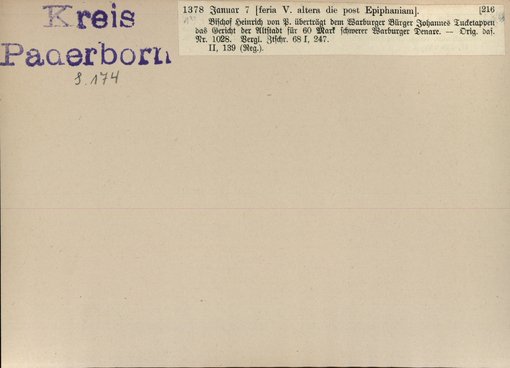 Kreis
Paderborn
S. 174
1378 Januar 7 [feria V. altera die post Epiphaniam]. [216
Bischof Heinrich von P. überträgt dem Warburger Bürger Johannes Tucketappen
das Gericht der Altstadt für 60 Mark schwerer Warburger Denare. — Orig. das.
Nr. 1028. Vergl. Ztschr. 68 I, 247.
II, 139 (Reg.).